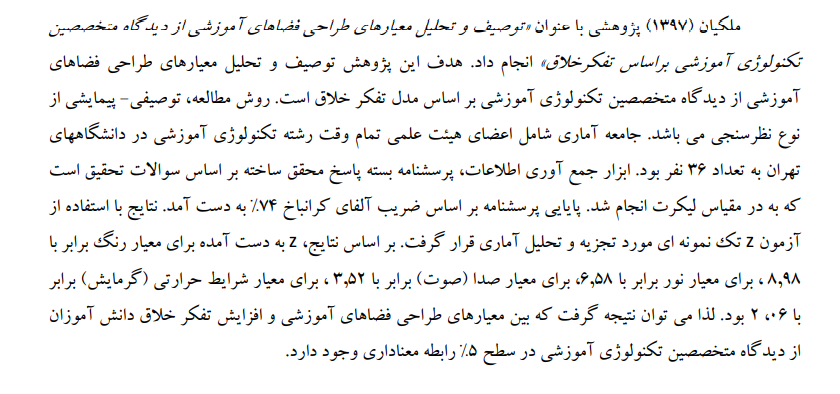 ملکیان (۱۳۹۷) پژوهشی با عنوان «توصیف و تحلیل معیارهای طراحی فضاهای آموزشی از دیدگاه متخصصین
تکنولوژی آموزشی براساس تفکرخلاق» انجام داد. هدف این پژوهش توصیف و تحلیل معیارهای طراحی فضاهای
آموزشی از دیدگاه متخصصین تکنولوژی آموزشی بر اساس مدل تفکر خلاق است. روش مطالعه، توصیفی- پیمایشی از
نوع نظرسنجی می باشد. جامعه آماری شامل اعضای هیئت علمی تمام وقت رشته تکنولوژی آموزشی در دانشگاههای
تهران به تعداد ۳۶ نفر بود. ابزار جمع آوری اطلاعات، پرسشنامه بسته پاسخ محقق ساخته بر اساس سوالات تحقیق است
که به در مقیاس لیکرت انجام شد. پایایی پرسشنامه بر اساس ضریب آلفای کرانباخ ۷۴٪ به دست آمد. نتایج با استفاده از
آزمون z تک نمونه ای مورد تجزیه و تحلیل آماری قرار گرفت. بر اساس نتایج، z به دست آمده برای معیار رنگ برابر با
۸,۹۸ ، برای معیار نور برابر با ۶,۵۸، برای معیار صدا (صوت) برابر با ۳,۵۲ ، برای معیار شرایط حرارتی (گرمایش) برابر
با ۰۶، ۲ بود. لذا می توان نتیجه گرفت که بین معیارهای طراحی فضاهای آموزشی و افزایش تفکر خلاق دانش آموزان
از دیدگاه متخصصین تکنولوژی آموزشی در سطح ۵٪ رابطه معناداری وجود دارد.